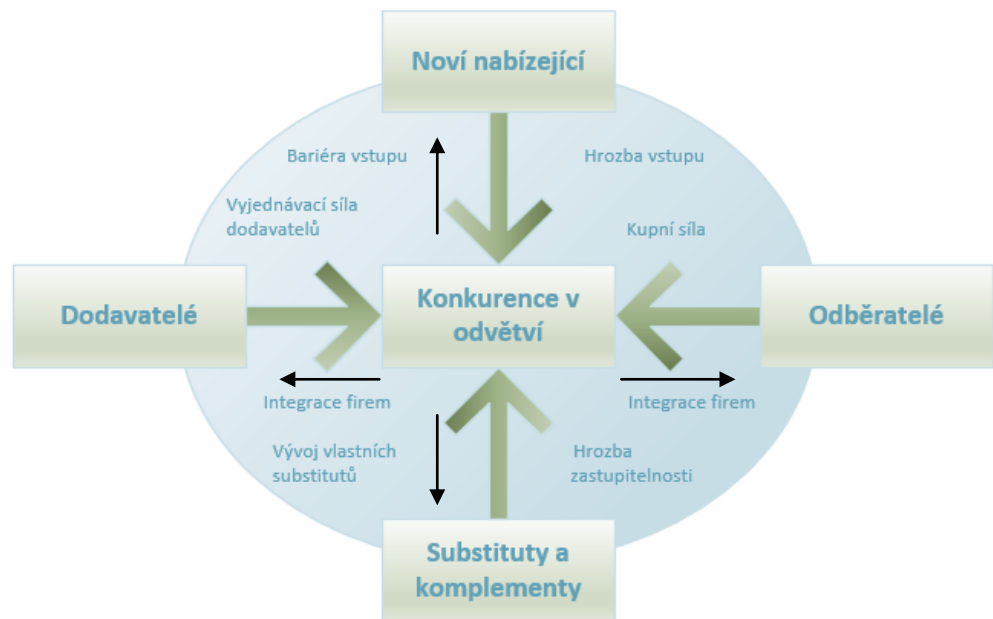 Noví nabízející
Bariéra vstupu
Hrozba vstupu
Vyjednávací síla
dodavatelů
Kupní síla
Dodavatelé
Konkurence v
odvětví
Odběratelé
Integrace firem
Integrace firem
Vývoj vlastních
substitutů
Hrozba
zastupitelnosti
Substituty a
komplementy